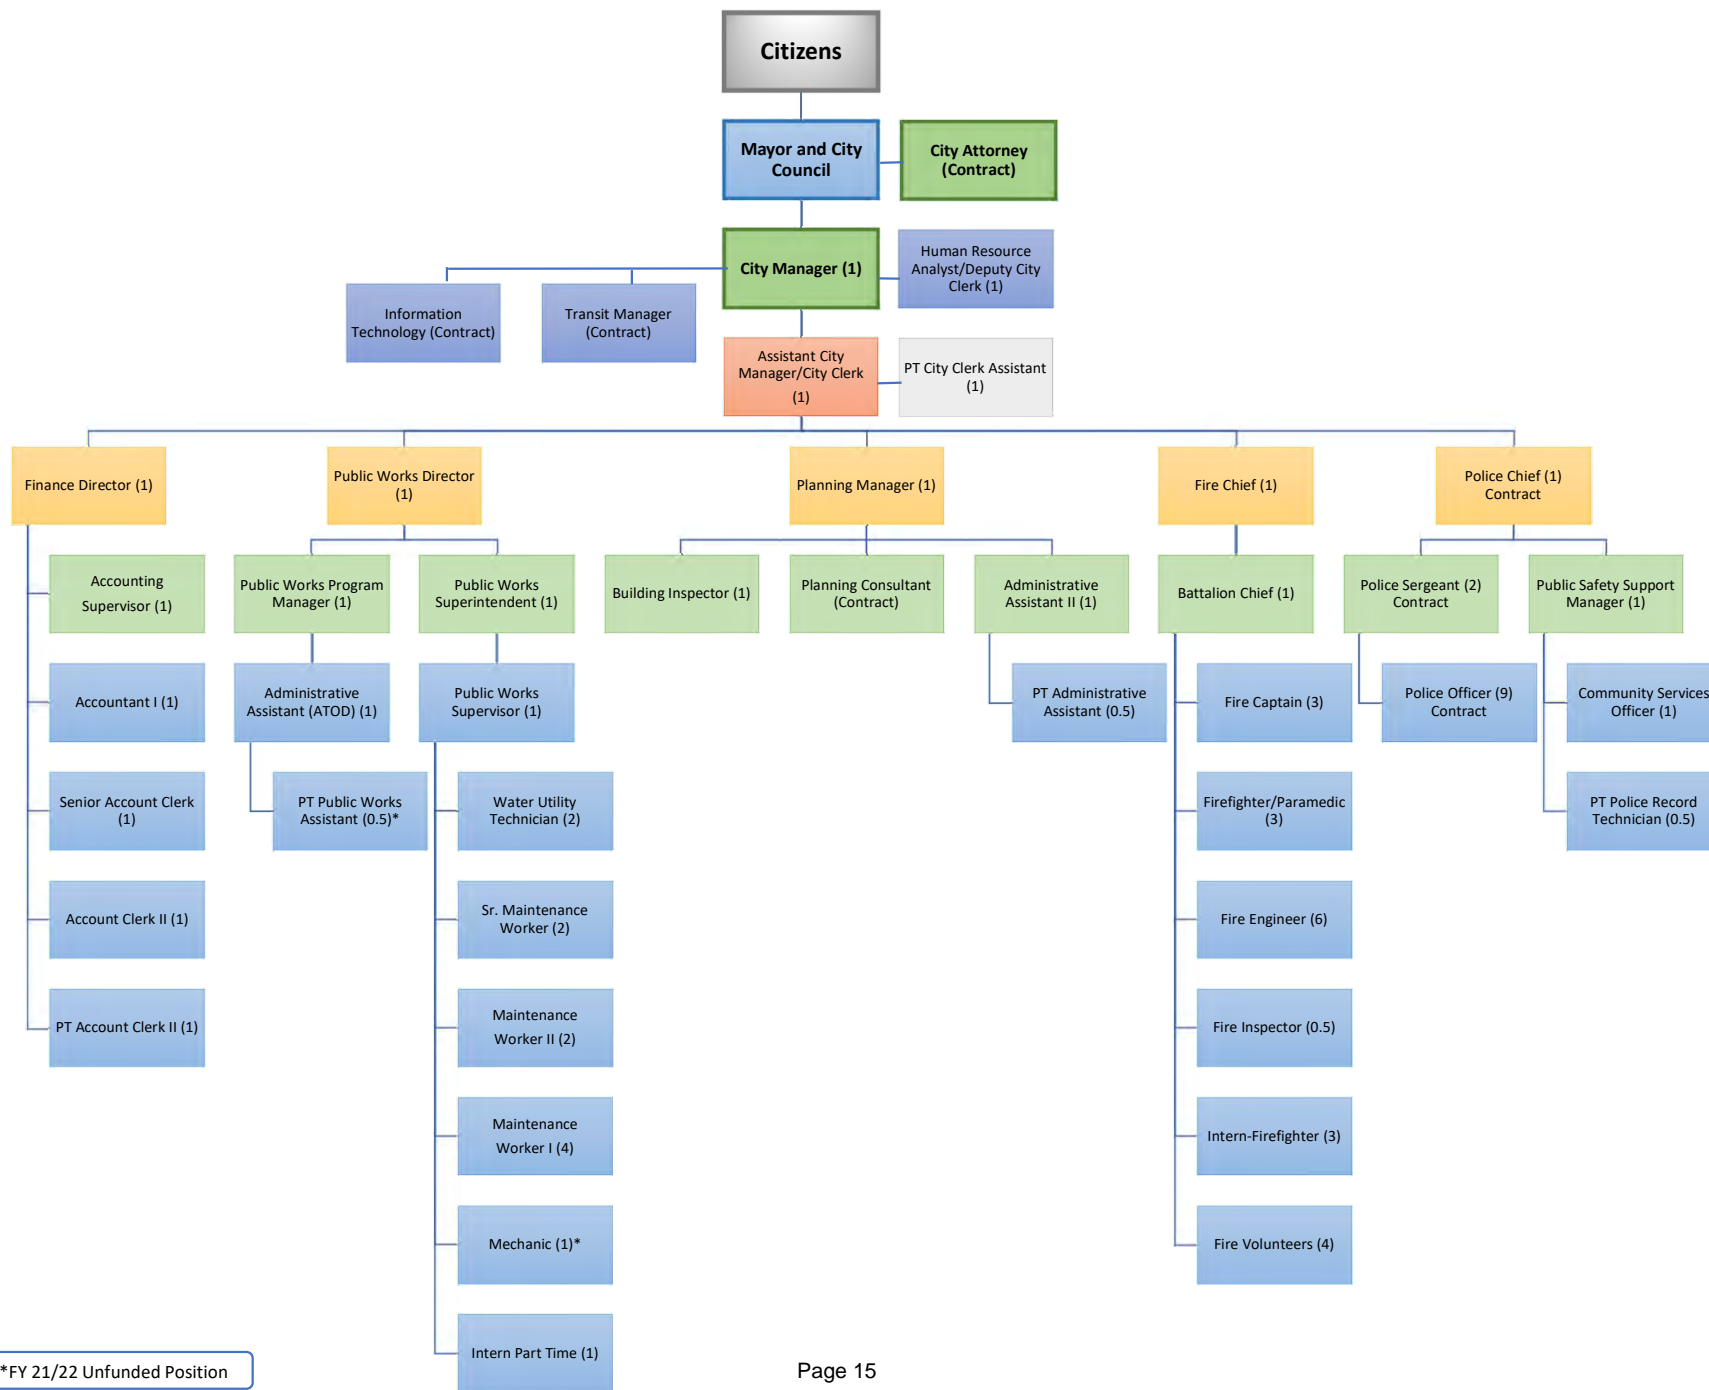 Citizens
Mayor and City
Council
City Attorney
(Contract)
City Manager (1)
Human Resource
Analyst/Deputy City
Clerk (1)
Information
Technology (Contract)
Transit Manager
(Contract)
Assistant City
Manager/City Clerk
(1)
PT City Clerk Assistant
(1)
Finance Director (1)
Public Works Director
(1)
Planning Manager (1)
Fire Chief (1)
Police Chief (1)
Contract
Accounting
Supervisor (1)
Public Works Program
Manager (1)
Public Works
Superintendent (1)
Building Inspector (1)
Planning Consultant
(Contract)
Administrative
Assistant II (1)
Battalion Chief (1)
Police Sergeant (2)
Contract
Public Safety Support
Manager (1)
Accountant I (1)
Administrative
Assistant (ATOD) (1)
Public Works
Supervisor (1)
PT Administrative
Assistant (0.5)
Fire Captain (3)
Police Officer (9)
Contract
Community Services
Officer (1)
Senior Account Clerk
(1)
PT Public Works
Assistant (0.5)*
Water Utility
Technician (2)
Firefighter/Paramedic
(3)
PT Police Record
Technician (0.5)
Account Clerk II (1)
Sr. Maintenance
Worker (2)
Fire Engineer (6)
PT Account Clerk II (1)
Maintenance
Worker II (2)
Fire Inspector (0.5)
Maintenance
Worker I (4)
Intern-Firefighter (3)
Mechanic (1)*
Fire Volunteers (4)
Intern Part Time (1)
*FY 21/22 Unfunded Position
Page 15